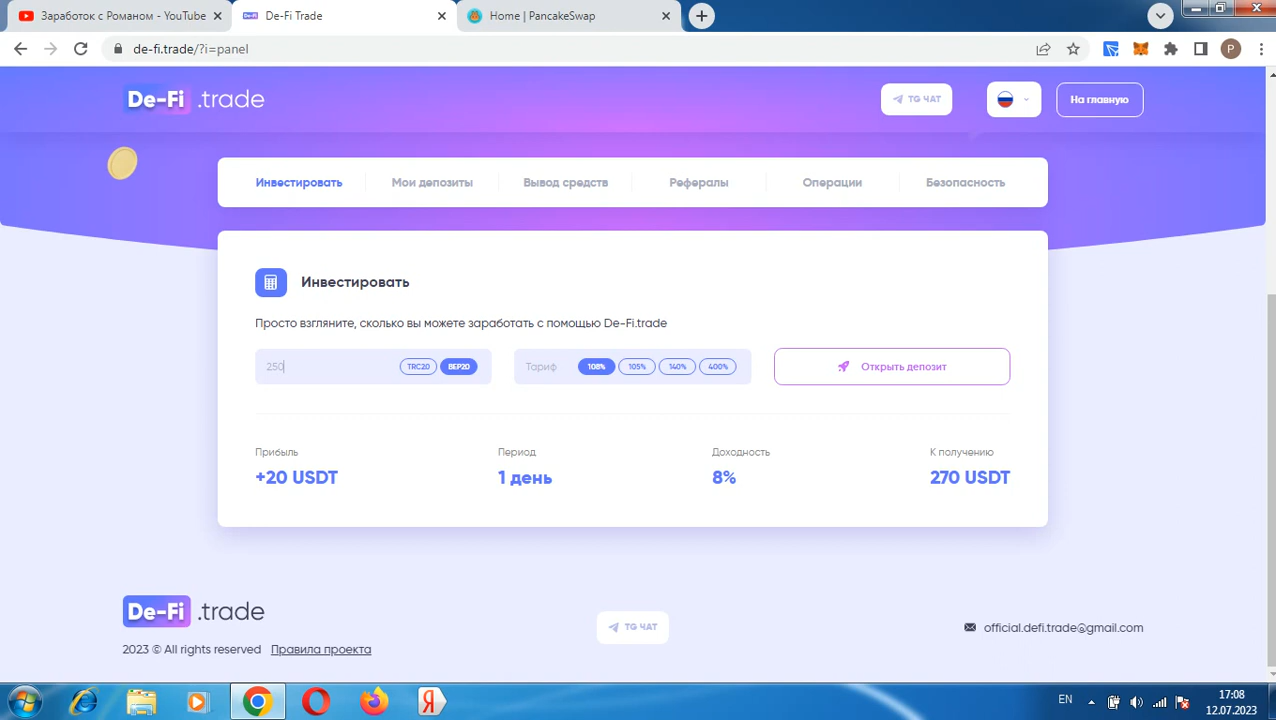 Заработок с Романом - YouTube
De-Fi Trade
Home | PancakeSwap
de-fi.trade/?i=panel
P
De-Fi .trade
TG ЧАТ
На главную
Инвестировать
Мои депозиты
Вывод средств
Рефералы
Операции
Безопасность
Инвестировать
Просто взгляните, сколько вы можете заработать с помощью De-Fi.trade
250 TRC20 BEP20
Тариф 108% 105% 140% 400%
Открыть депозит
Прибыль
Период
Доходность
К получению
+20 USDT
1 день
8%
270 USDT
De-Fi .trade
TG ЧАТ
official.defi.trade@gmail.com
2023 © All rights reserved Правила проекта
EN
17:08
12.07.2023